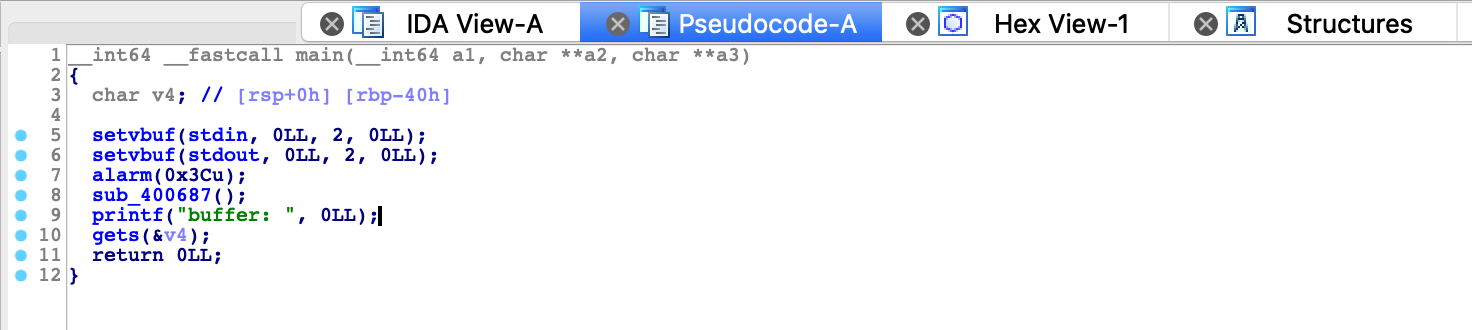 IDA View-A Pseudocode-A Hex View-1 Structures
1 __int64 __fastcall main(__int64 a1, char **a2, char **a3)
2 {
3   char v4; // [rsp+0h] [rbp-40h]
4
5   setvbuf(stdin, 0LL, 2, 0LL);
6   setvbuf(stdout, 0LL, 2, 0LL);
7   alarm(0x3Cu);
8   sub_400687();
9   printf("buffer: ", 0LL);
10   gets(&v4);
11   return 0LL;
12 }